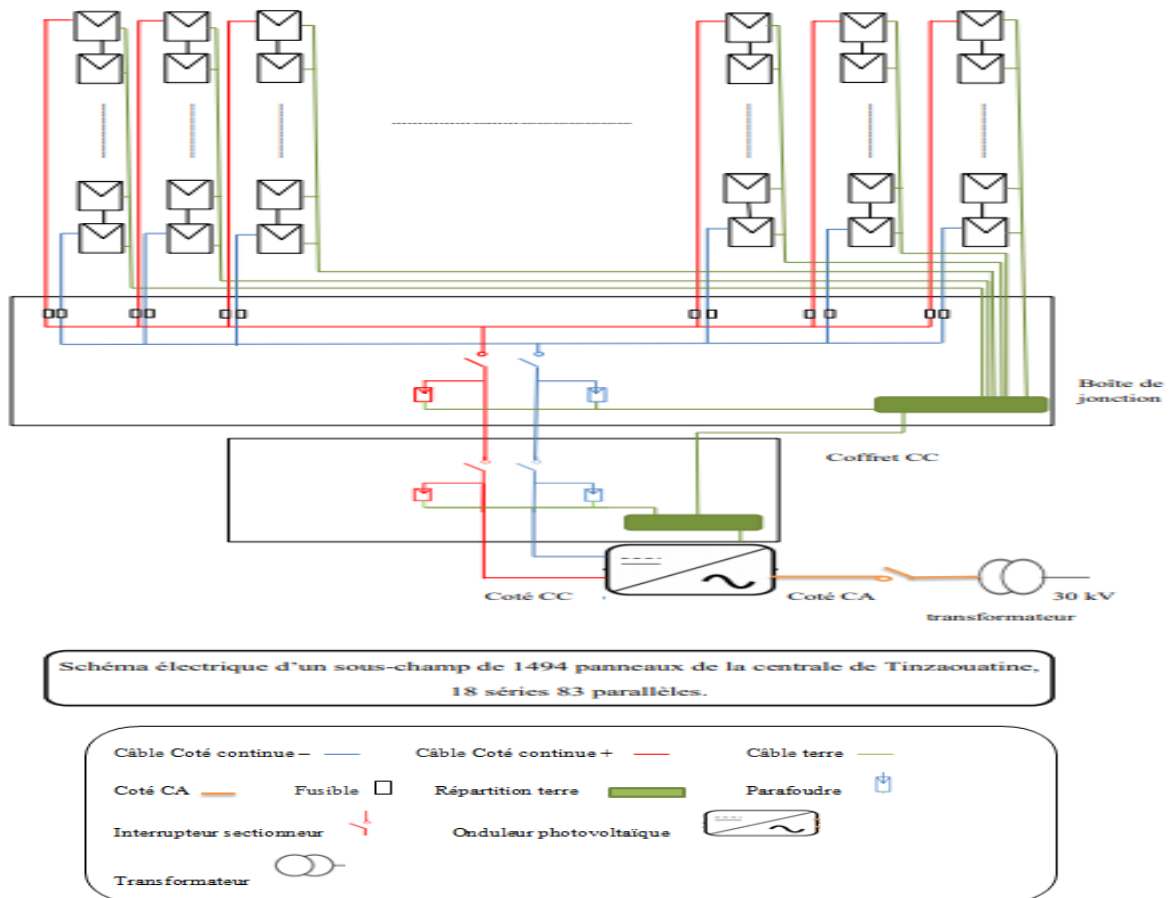 Boîte de
jonction
Coffret CC
Coté CC
Coté CA
30 kV
transformateur
Schéma électrique d'un sous-champ de 1494 panneaux de la centrale de Tinzaouatine,
18 séries 83 parallèles.
Câble Coté continue – Câble Coté continue + Câble terre
Coté CA Fusible Répartition terre Parafoudre
Interrupteur sectionneur Onduleur photovoltaïque
Transformateur